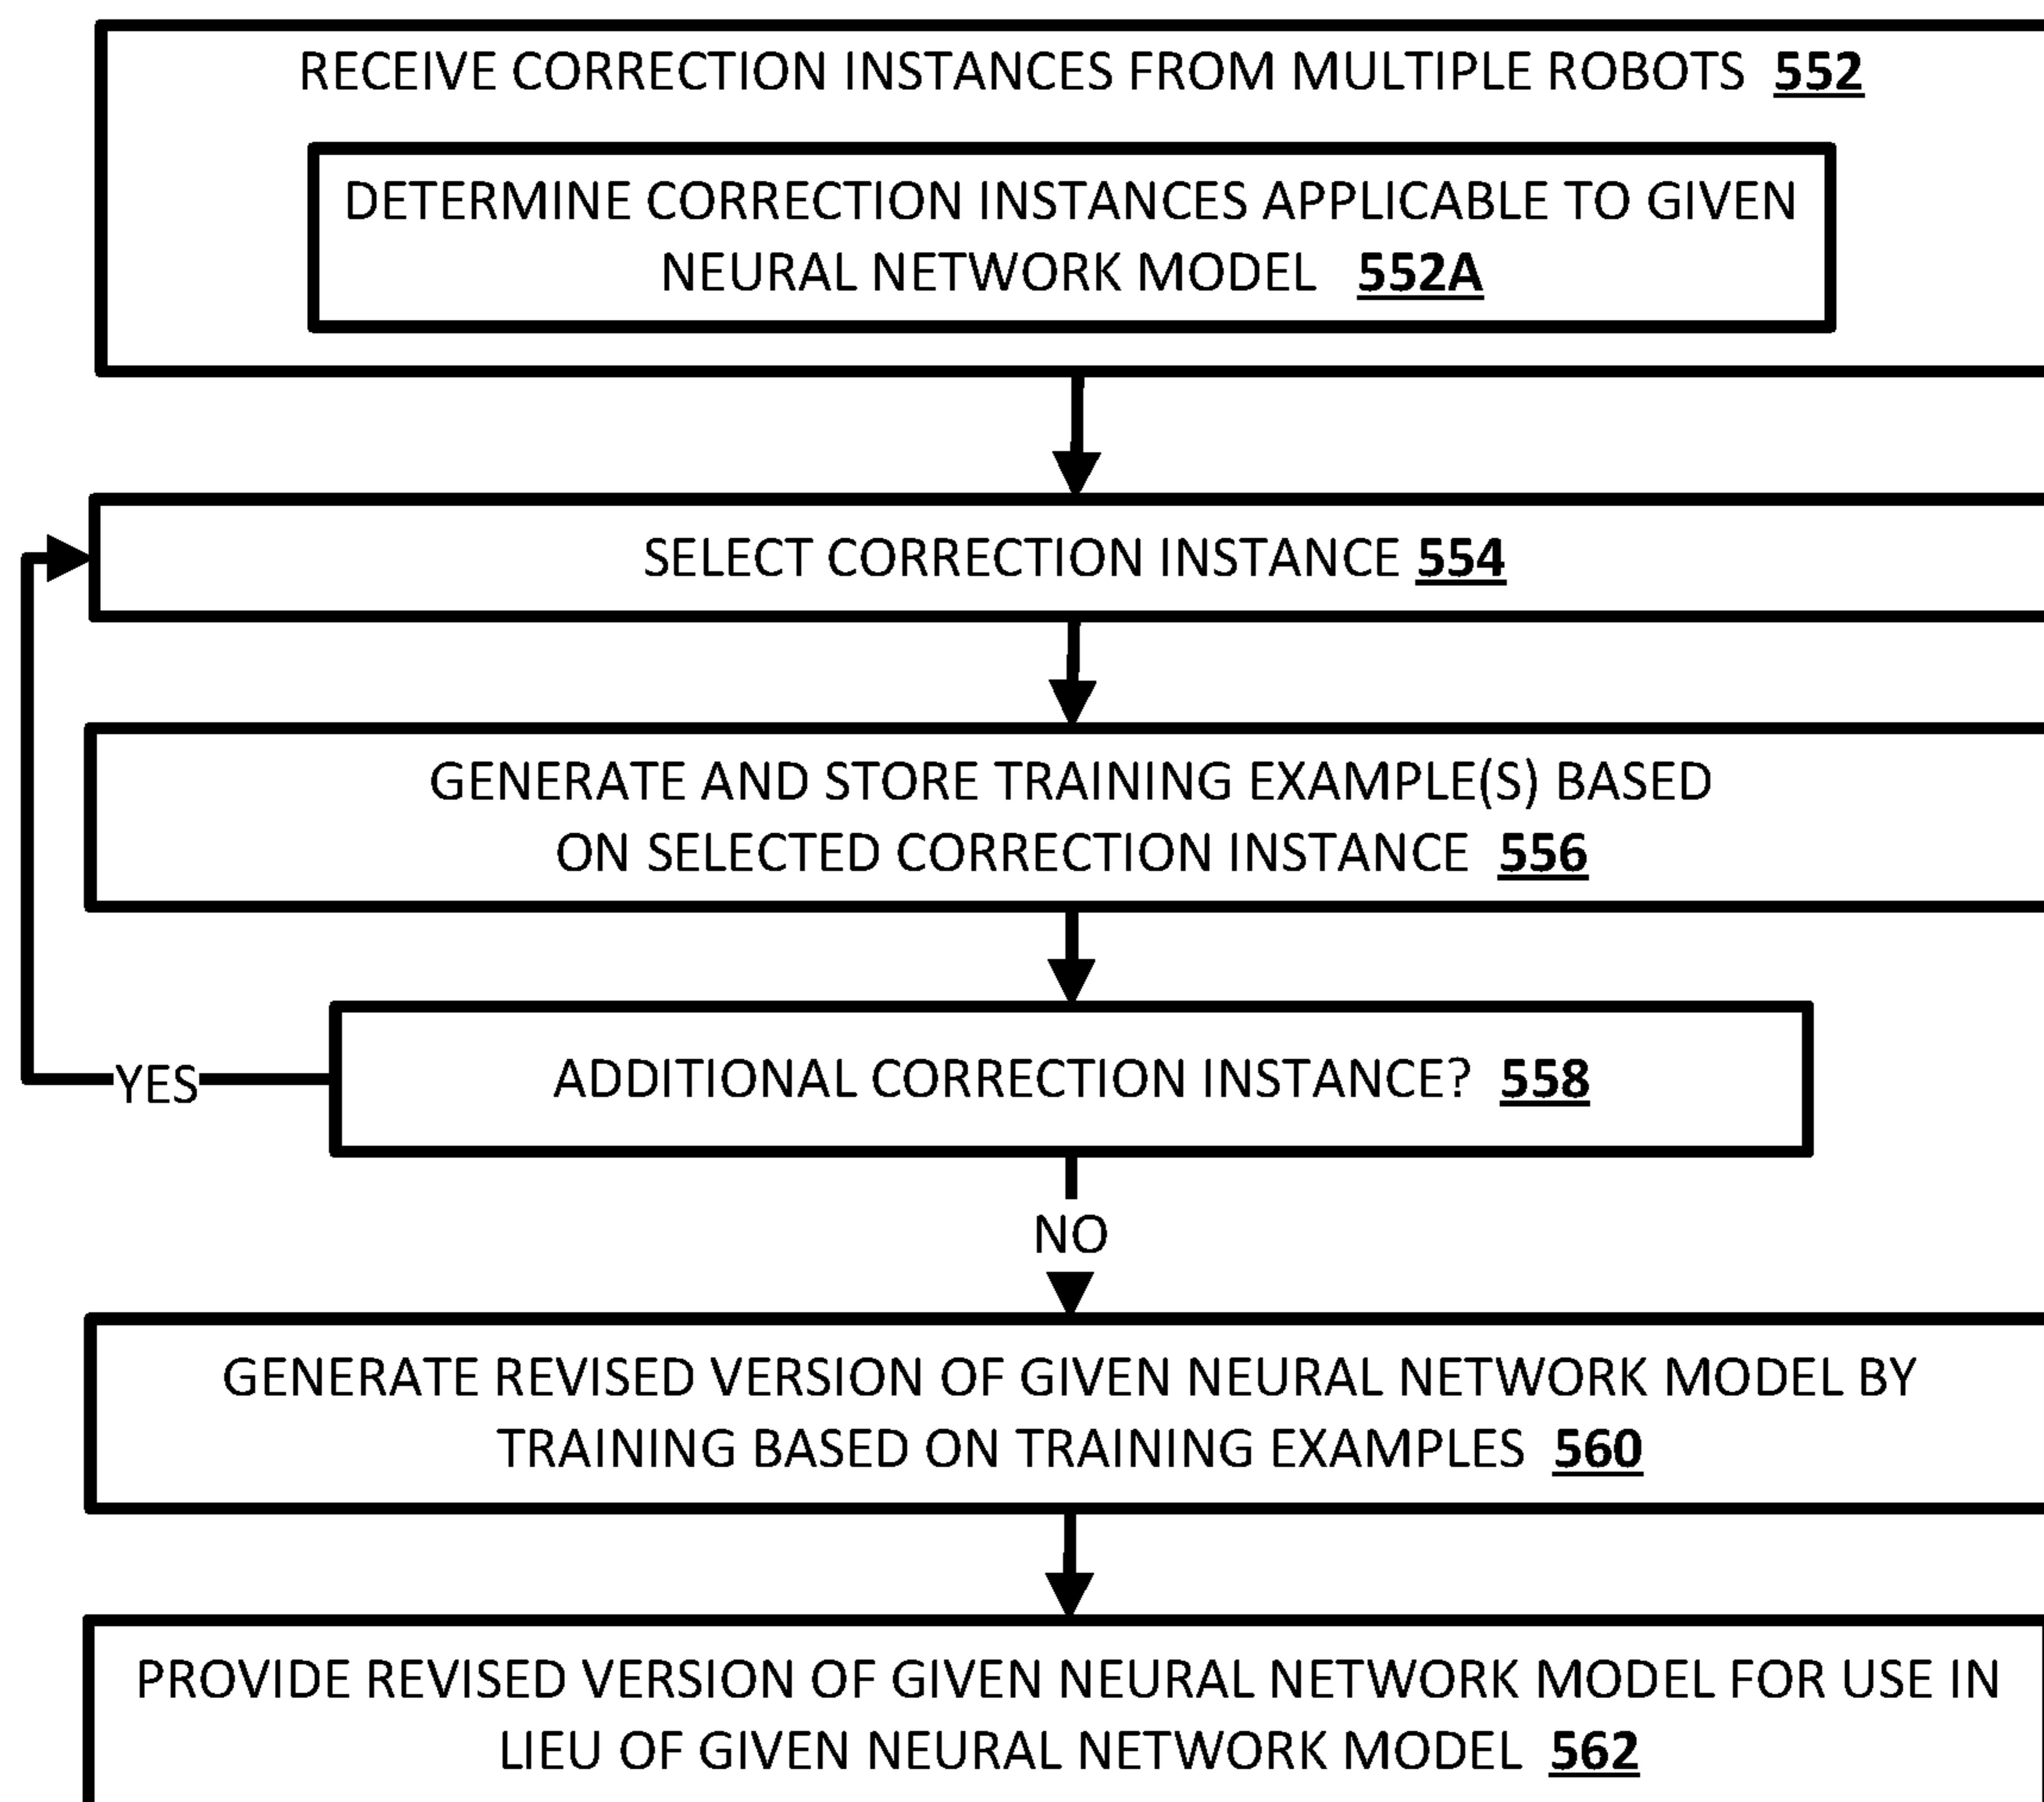 RECEIVE CORRECTION INSTANCES FROM MULTIPLE ROBOTS 552
DETERMINE CORRECTION INSTANCES APPLICABLE TO GIVEN
NEURAL NETWORK MODEL 552A
SELECT CORRECTION INSTANCE 554
GENERATE AND STORE TRAINING EXAMPLE(S) BASED
ON SELECTED CORRECTION INSTANCE 556
ADDITIONAL CORRECTION INSTANCE? 558
YES
NO
GENERATE REVISED VERSION OF GIVEN NEURAL NETWORK MODEL BY
TRAINING BASED ON TRAINING EXAMPLES 560
PROVIDE REVISED VERSION OF GIVEN NEURAL NETWORK MODEL FOR USE IN
LIEU OF GIVEN NEURAL NETWORK MODEL 562